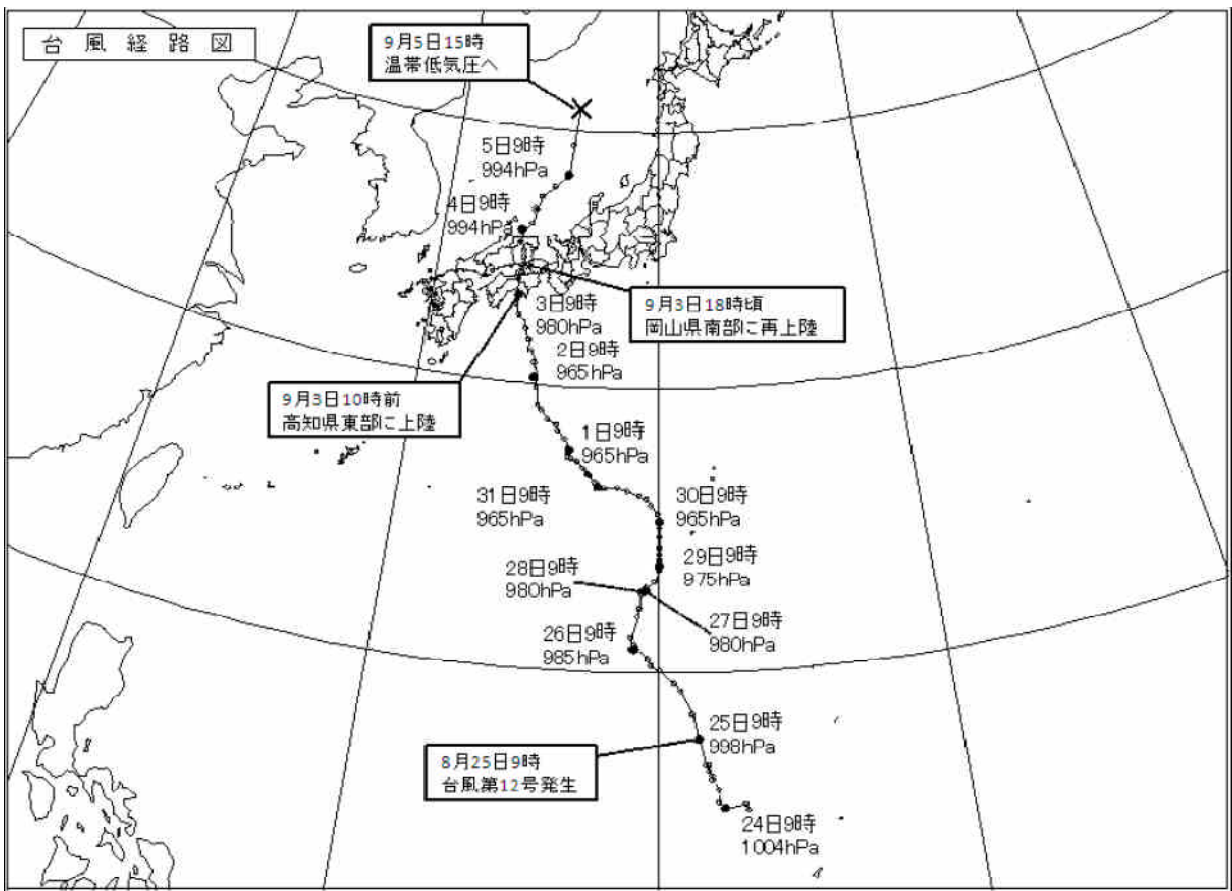 台風経路図
9月5日15時
温帯低気圧へ
5日9時
994hPa
4日9時
994hPa
3日9時
980hPa
9月3日18時頃
岡山県南部に再上陸
2日9時
965hPa
9月3日10時前
高知県東部に上陸
1日9時
965hPa
31日9時
965hPa
30日9時
965hPa
29日9時
975hPa
28日9時
980hPa
27日9時
980hPa
26日9時
985hPa
25日9時
998hPa
8月25日9時
台風第12号発生
24日9時
1004hPa